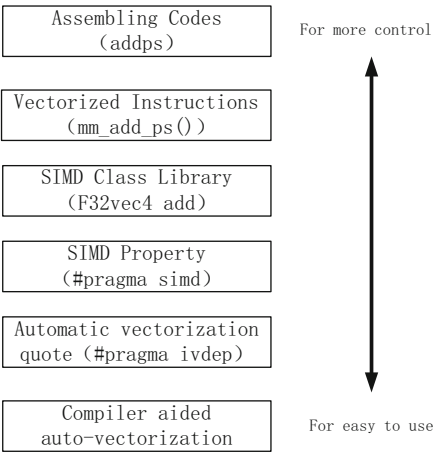 Assembling Codes
(addps)
For more control
Vectorized Instructions
(mm_add_ps())
SIMD Class Library
(F32vec4 add)
SIMD Property
(#pragma simd)
Automatic vectorization
quote (#pragma ivdep)
Compiler aided
auto-vectorization
For easy to use